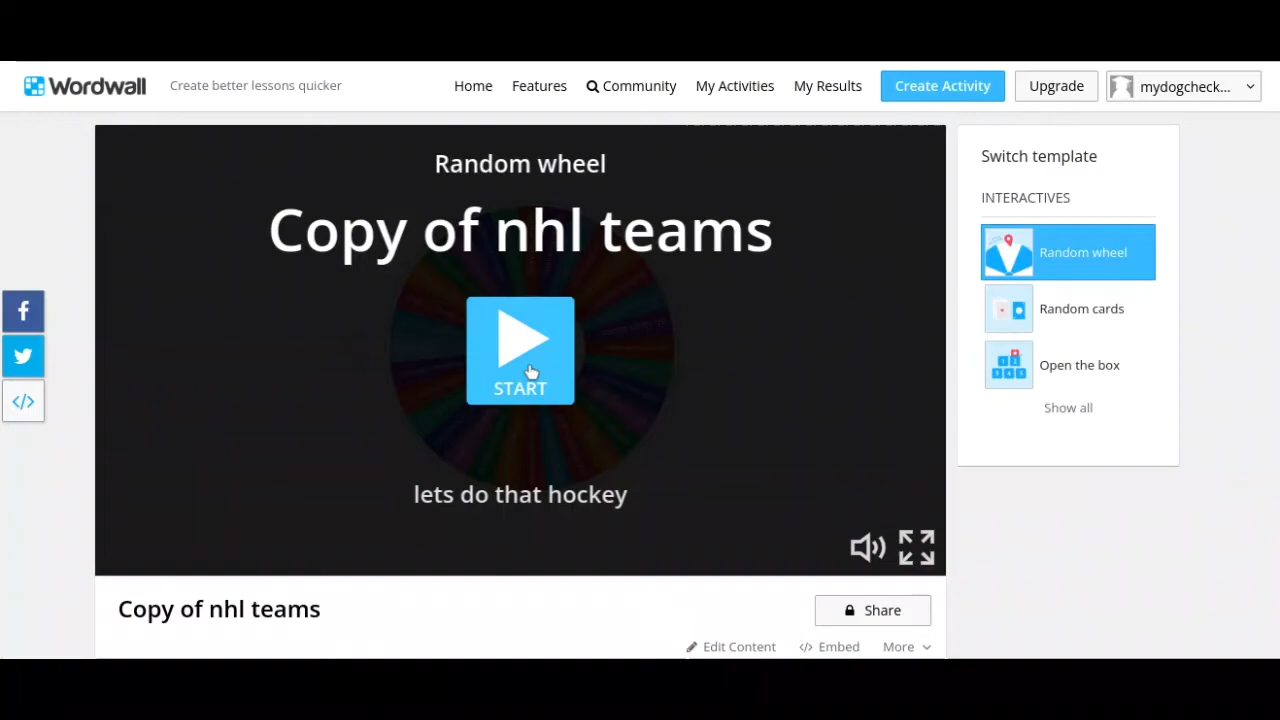 Wordwall
Create better lessons quicker
Home
Features
Community
My Activities
My Results
Create Activity
Upgrade
mydogcheck...
Random wheel
Copy of nhl teams
START
lets do that hockey
Switch template
INTERACTIVES
Random wheel
Random cards
Open the box
Show all
Copy of nhl teams
Share
Edit Content
Embed
More